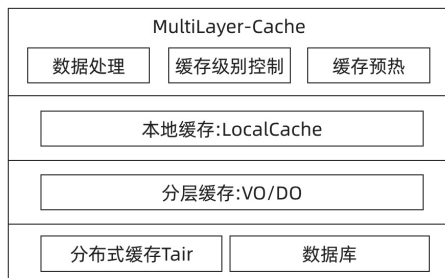 MultiLayer-Cache
数据处理 缓存级别控制 缓存预热
本地缓存:LocalCache
分层缓存:VO/DO
分布式缓存Tair 数据库